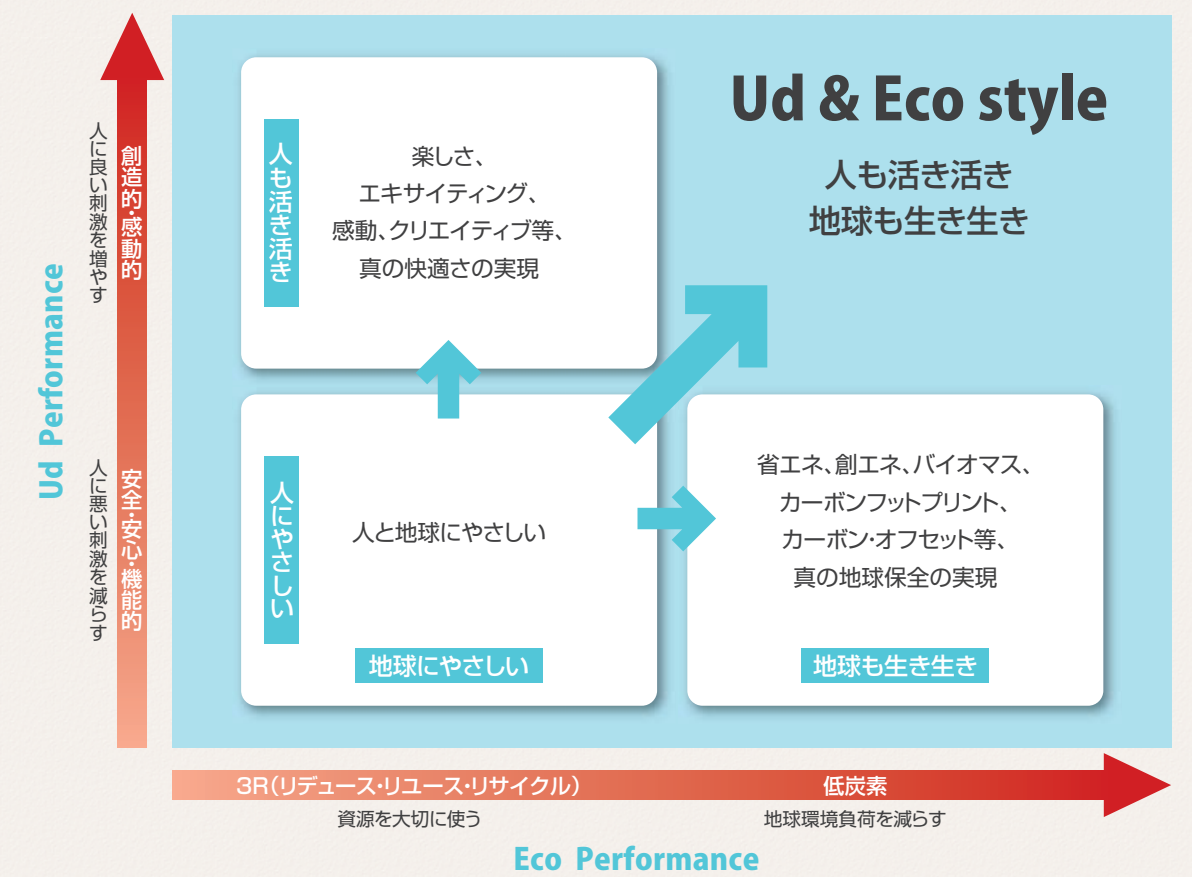 Ud & Eco style
人も活き活き
地球も生き生き
人も活き活き
楽しさ、
エキサイティング、
感動、クリエイティブ等、
真の快適さの実現
人にやさしい
人と地球にやさしい
地球にやさしい
省エネ、創エネ、バイオマス、
カーボンフットプリント、
カーボン・オフセット等、
真の地球保全の実現
地球も生き生き
Ud Performance
人に良い刺激を増やす
創造的・感動的
人に悪い刺激を減らす
安全・安心・機能的
3R(リデュース・リユース・リサイクル)
低炭素
資源を大切に使う
地球環境負荷を減らす
Eco Performance